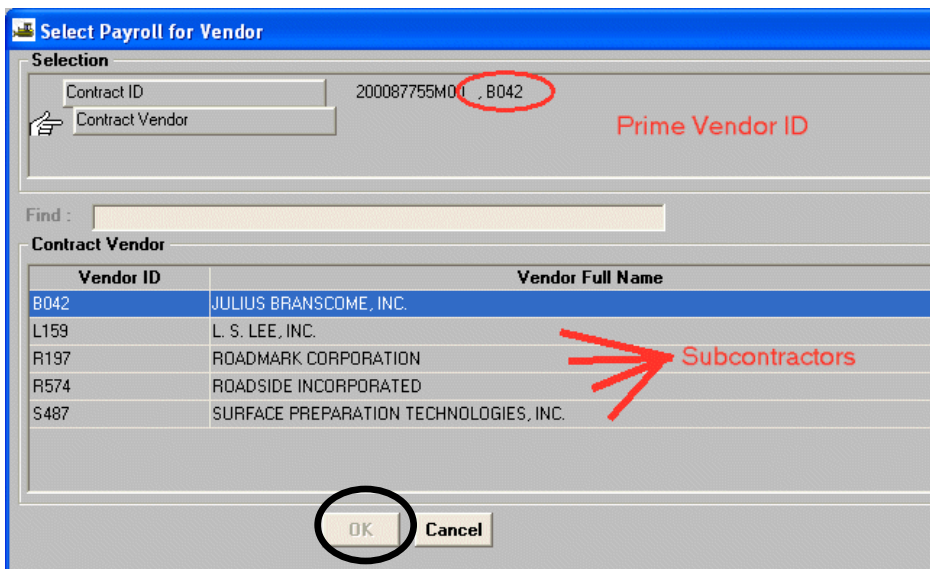 Select Payroll for Vendor
Selection
Contract ID 200087755M00 , B042
Contract Vendor
Prime Vendor ID
Find :
Contract Vendor
Vendor ID Vendor Full Name
B042 JULIUS BRANSCOME, INC.
L159 L. S. LEE, INC.
R197 ROADMARK CORPORATION
R574 ROADSIDE INCORPORATED
S487 SURFACE PREPARATION TECHNOLOGIES, INC.
Subcontractors
OK Cancel